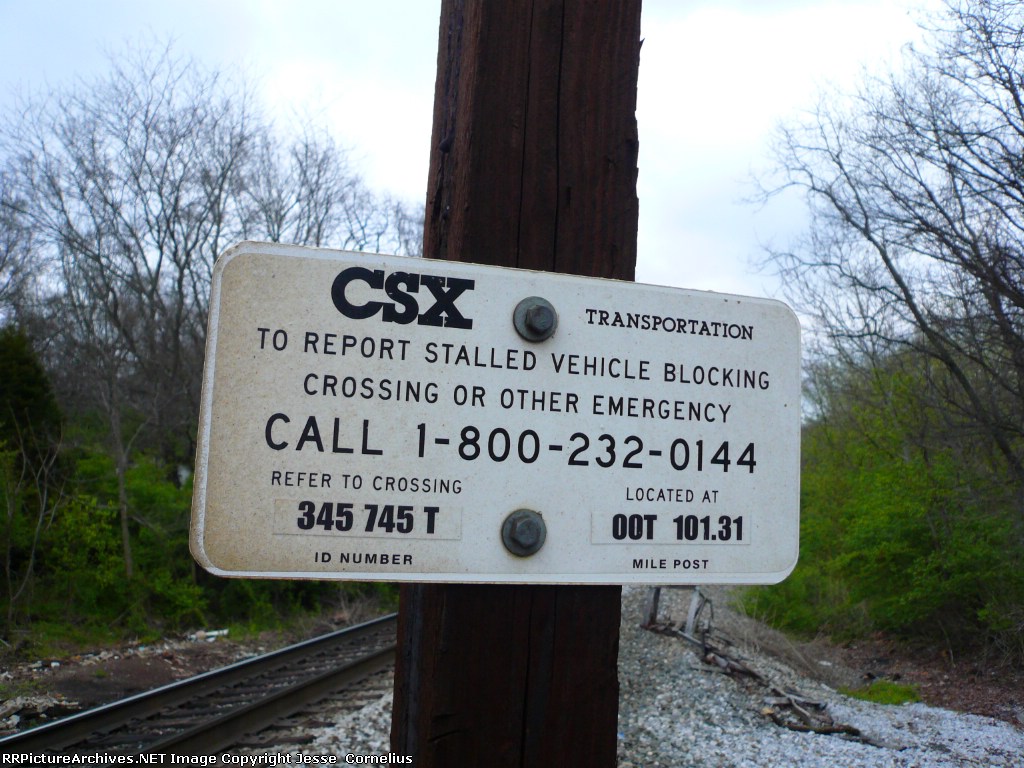 CSX TRANSPORTATION
TO REPORT STALLED VEHICLE BLOCKING
CROSSING OR OTHER EMERGENCY
CALL 1-800-232-0144
REFER TO CROSSING
345 745 T
ID NUMBER
LOCATED AT
00T 101.31
MILE POST
RRPictureArchives.NET Image Copyright Jesse Cornelius